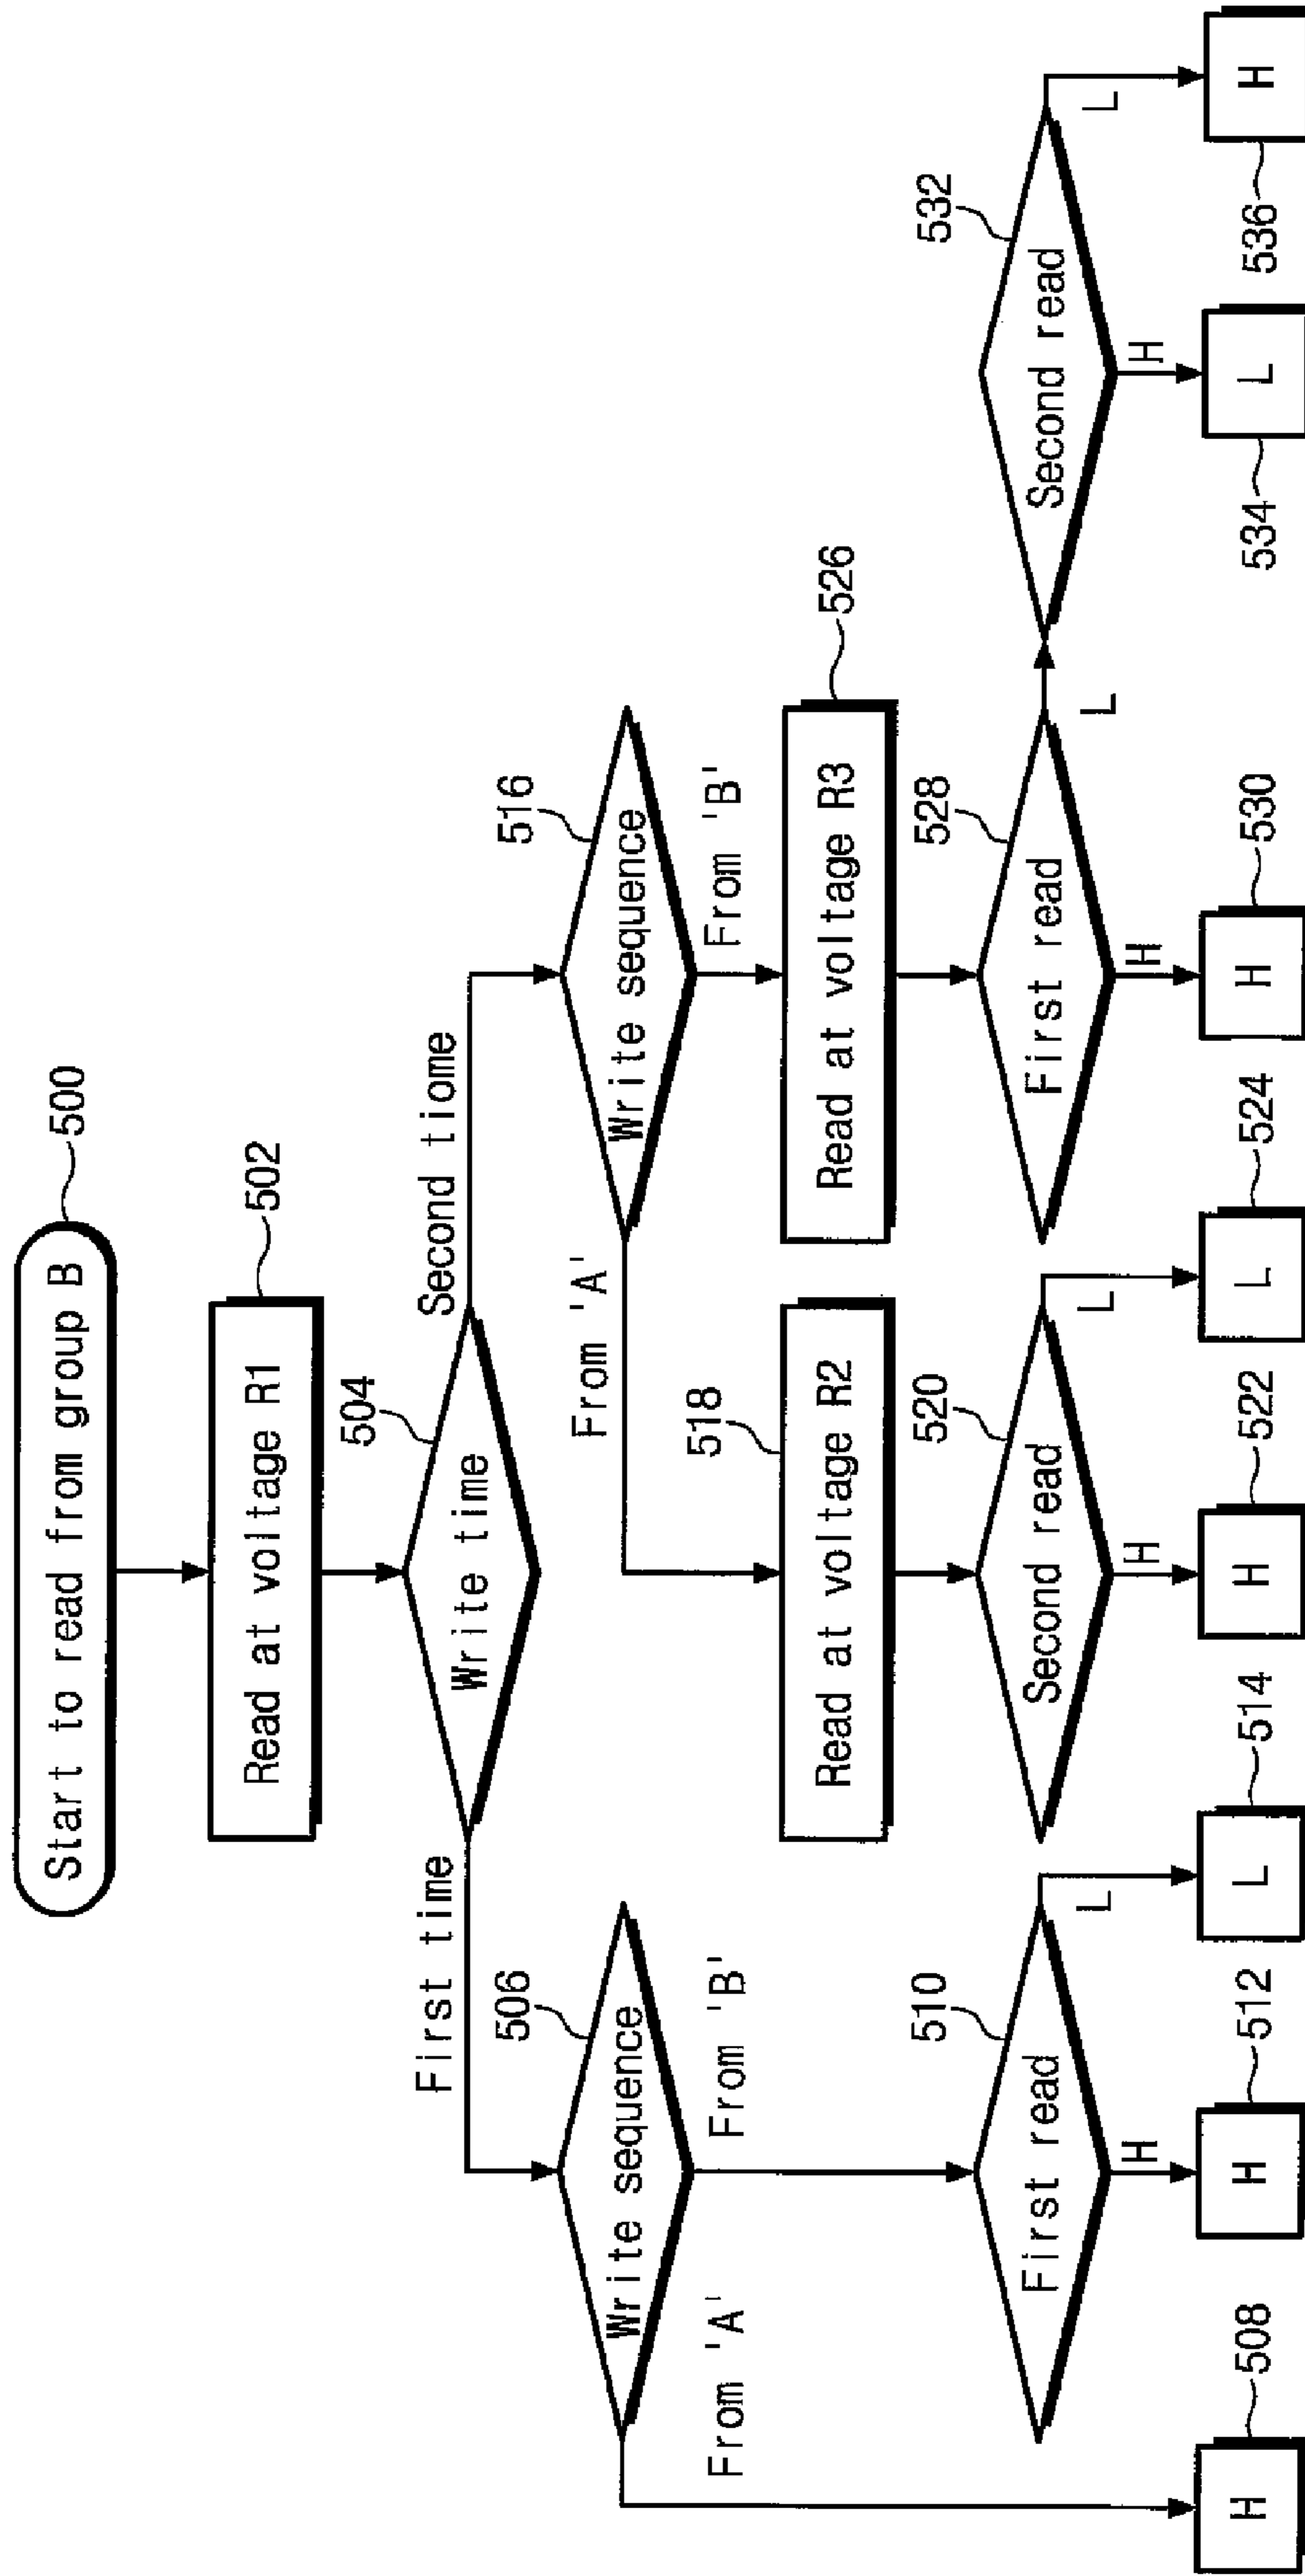 Start to read from group B
500
Read at voltage R1
502
Write time
504
First time
Second tiome
Write sequence
506
Write sequence
516
From 'A'
From 'B'
From 'A'
From 'B'
Read at voltage R2
518
Read at voltage R3
526
First read
510
Second read
520
First read
528
Second read
532
H
L
H
L
H
L
H
L
H
508
H
512
L
514
H
522
L
524
H
530
L
534
H
536